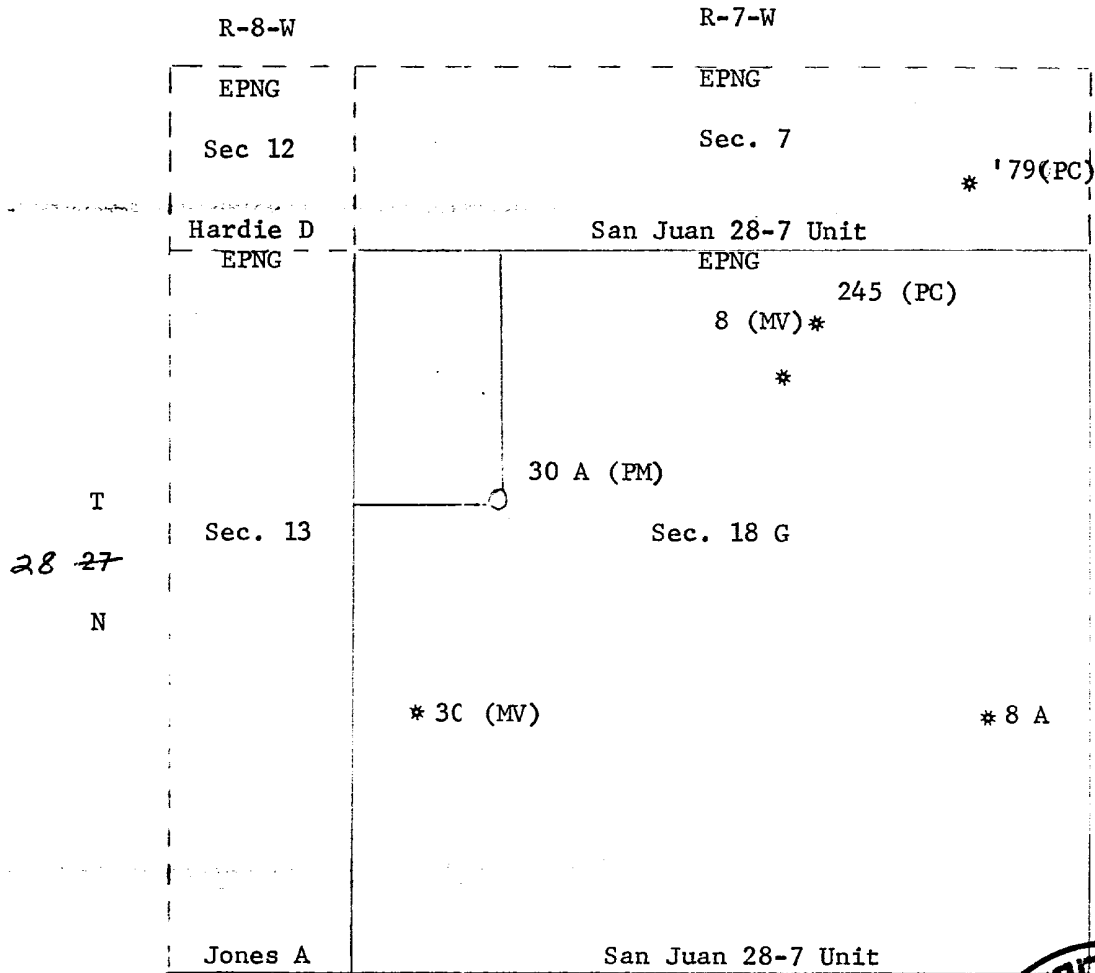 R-8-W R-7-W
EPNG EPNG
Sec 12 Sec. 7
'79(PC)
Hardie D San Juan 28-7 Unit
EPNG EPNG
245 (PC)
8 (MV)
30 A (PM)
T
Sec. 13 Sec. 18 G
28 27
N
30 (MV) 8 A
Jones A San Juan 28-7 Unit